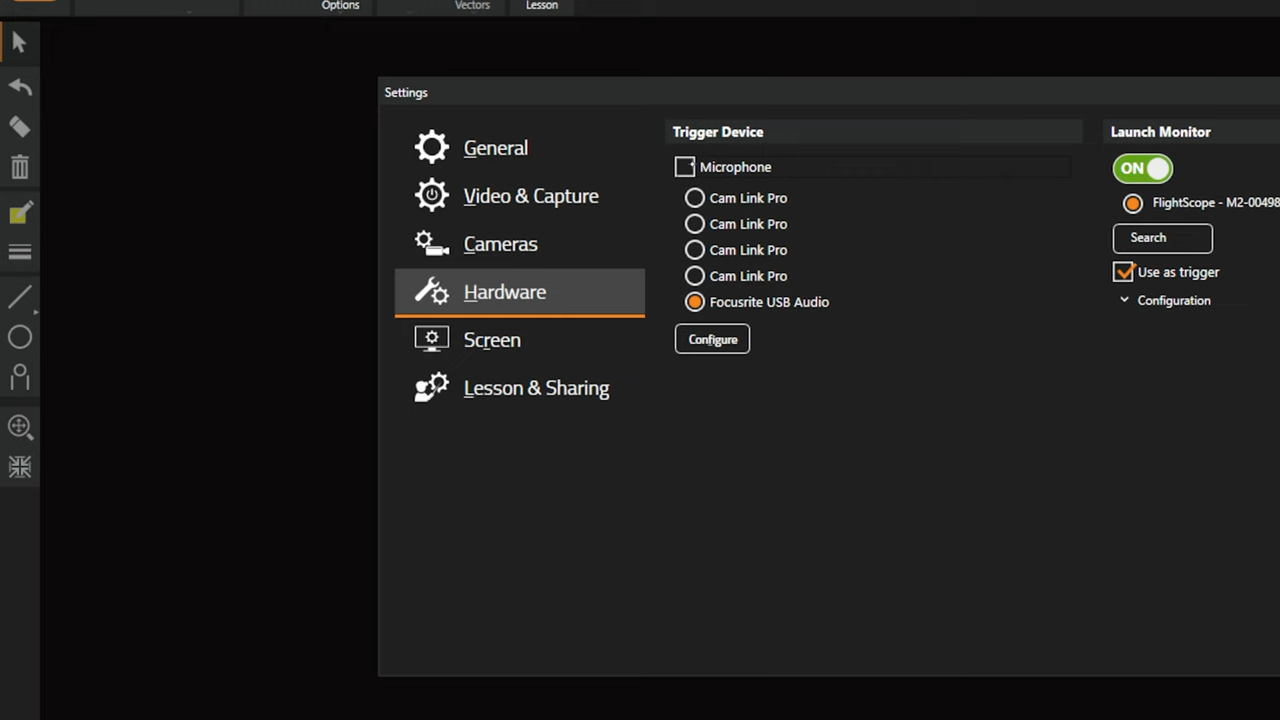 Options
Vectors
Lesson
Settings
General
Video & Capture
Cameras
Hardware
Screen
Lesson & Sharing
Trigger Device
Microphone
Cam Link Pro
Cam Link Pro
Cam Link Pro
Cam Link Pro
Focusrite USB Audio
Configure
Launch Monitor
ON
FlightScope - M2-00498
Search
Use as trigger
Configuration